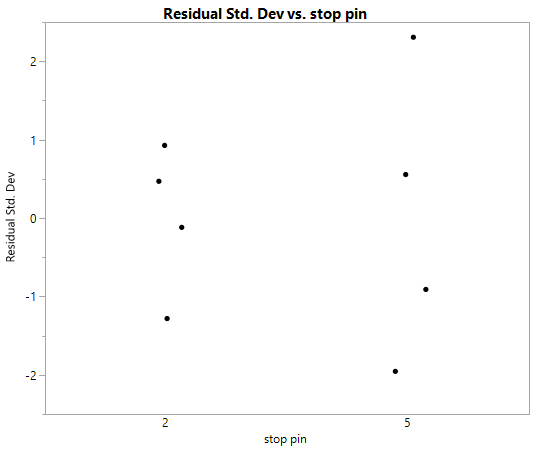 Residual Std. Dev vs. stop pin
Residual Std. Dev
2
1
0
-1
-2
2
5
stop pin